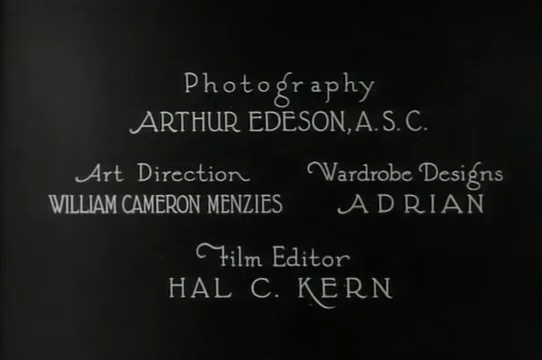 Photography
ARTHUR EDESON, A.S.C.
Art Direction
WILLIAM CAMERON MENZIES
Wardrobe Designs
ADRIAN
Film Editor
HAL C. KERN